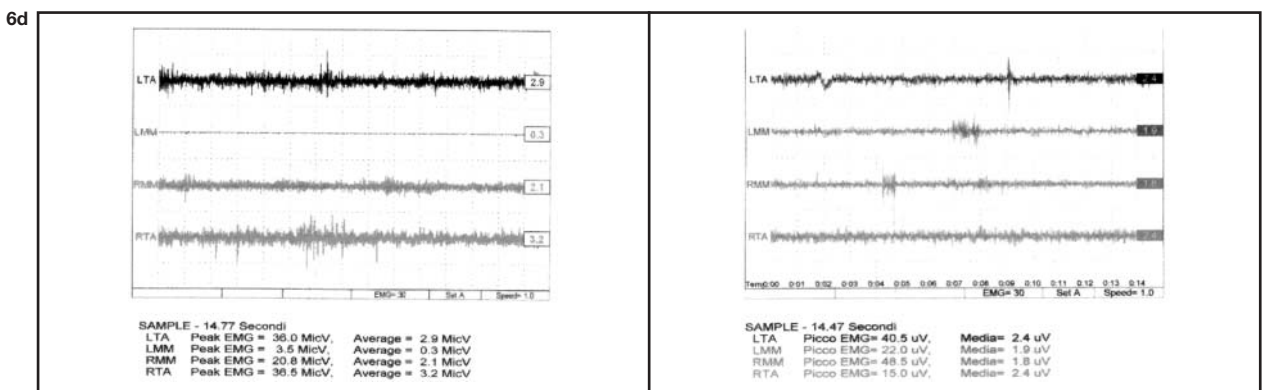 6d
LTA 2.9
LMM 0.3
RMM 2.1
RTA 3.2
EMG= 30 Set A Speed= 1.0
SAMPLE - 14.77 Secondi
LTA Peak EMG = 36.0 MicV, Average = 2.9 MicV
LMM Peak EMG = 3.5 MicV, Average = 0.3 MicV
RMM Peak EMG = 20.8 MicV, Average = 2.1 MicV
RTA Peak EMG = 36.5 MicV, Average = 3.2 MicV
LTA 2.4
LMM 1.9
RMM 1.8
RTA 2.4
0:00 0:01 0:02 0:03 0:04 0:05 0:06 0:07 0:08 0:09 0:10 0:11 0:12 0:13 0:14
EMG= 30 Set A Speed= 1.0
SAMPLE - 14.47 Secondi
LTA Picco EMG= 40.5 uV, Media= 2.4 uV
LMM Picco EMG= 22.0 uV, Media= 1.9 uV
RMM Picco EMG= 48.5 uV, Media= 1.8 uV
RTA Picco EMG= 15.0 uV, Media= 2.4 uV